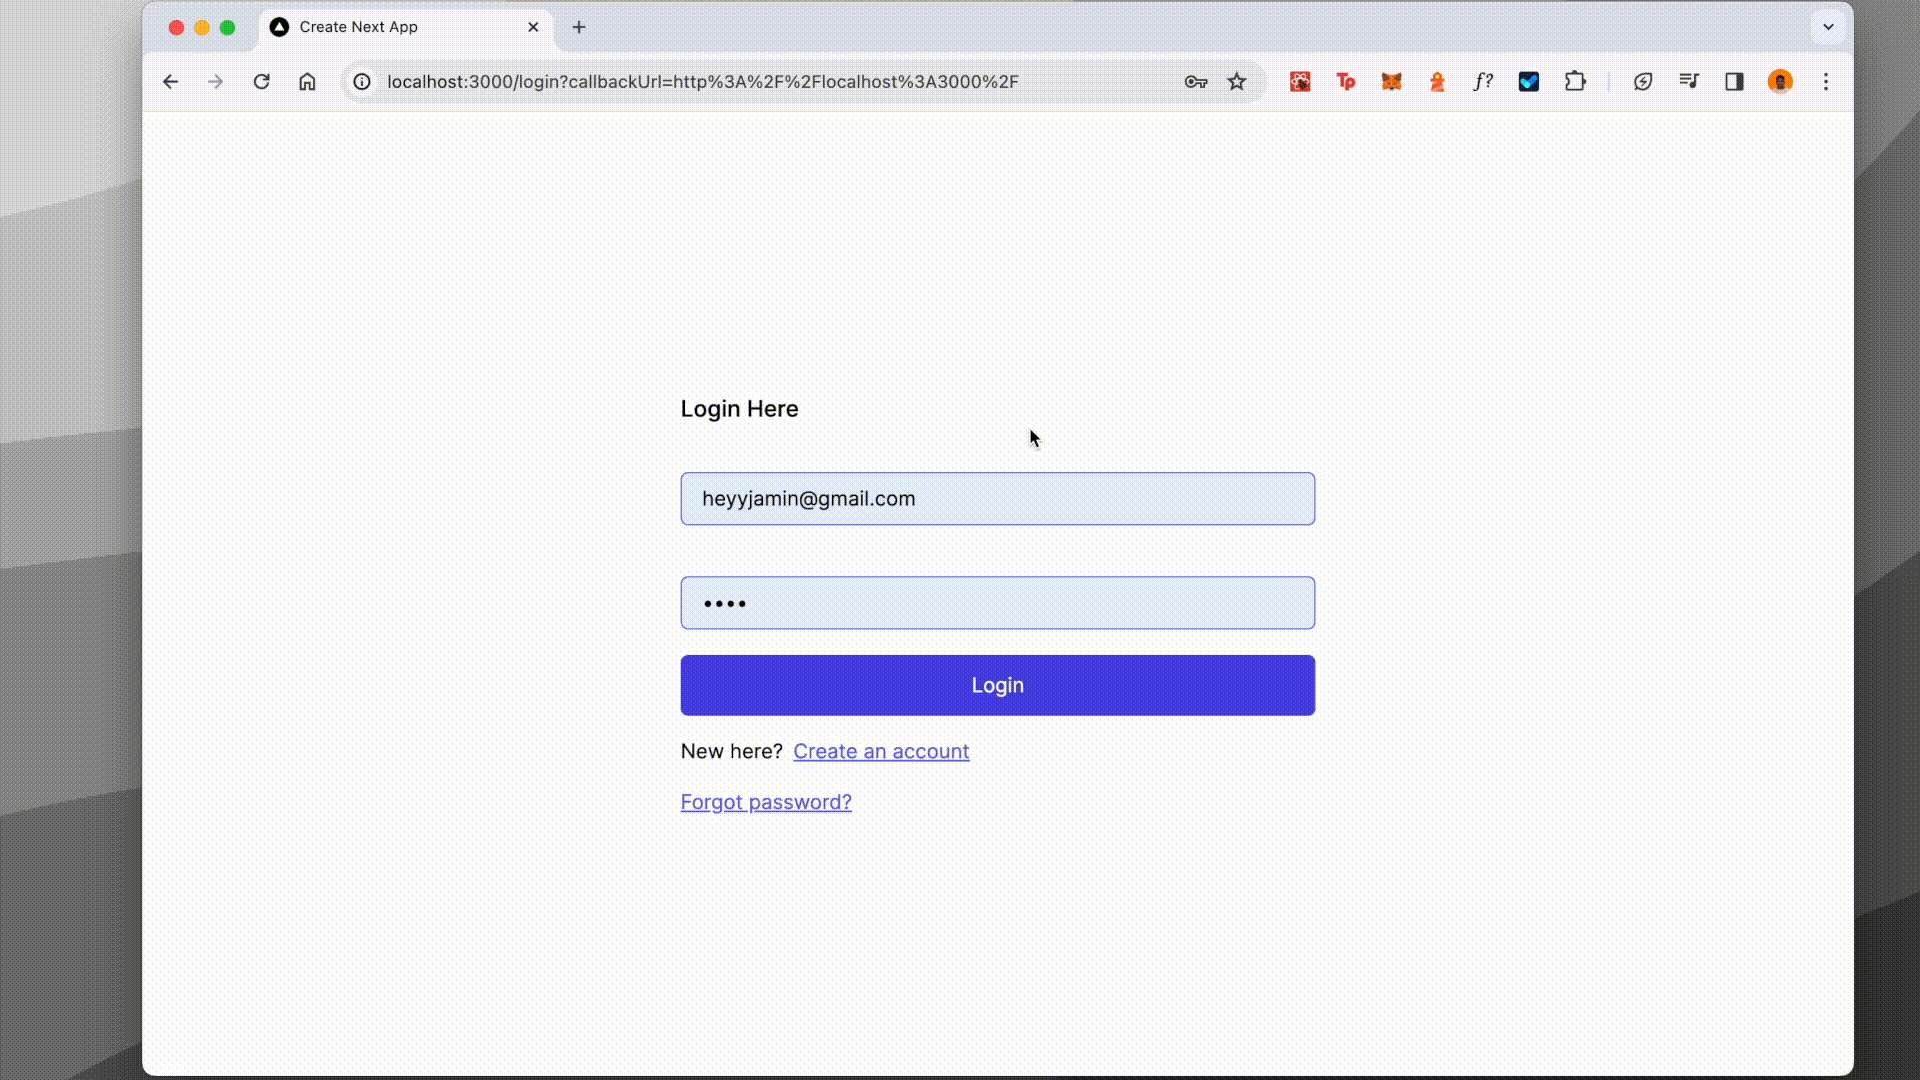 Create Next App
localhost:3000/login?callbackUrl=http%3A%2F%2Flocalhost%3A3000%2F
Tp
f?
Login Here
heyyjamin@gmail.com
••••
Login
New here? Create an account
Forgot password?